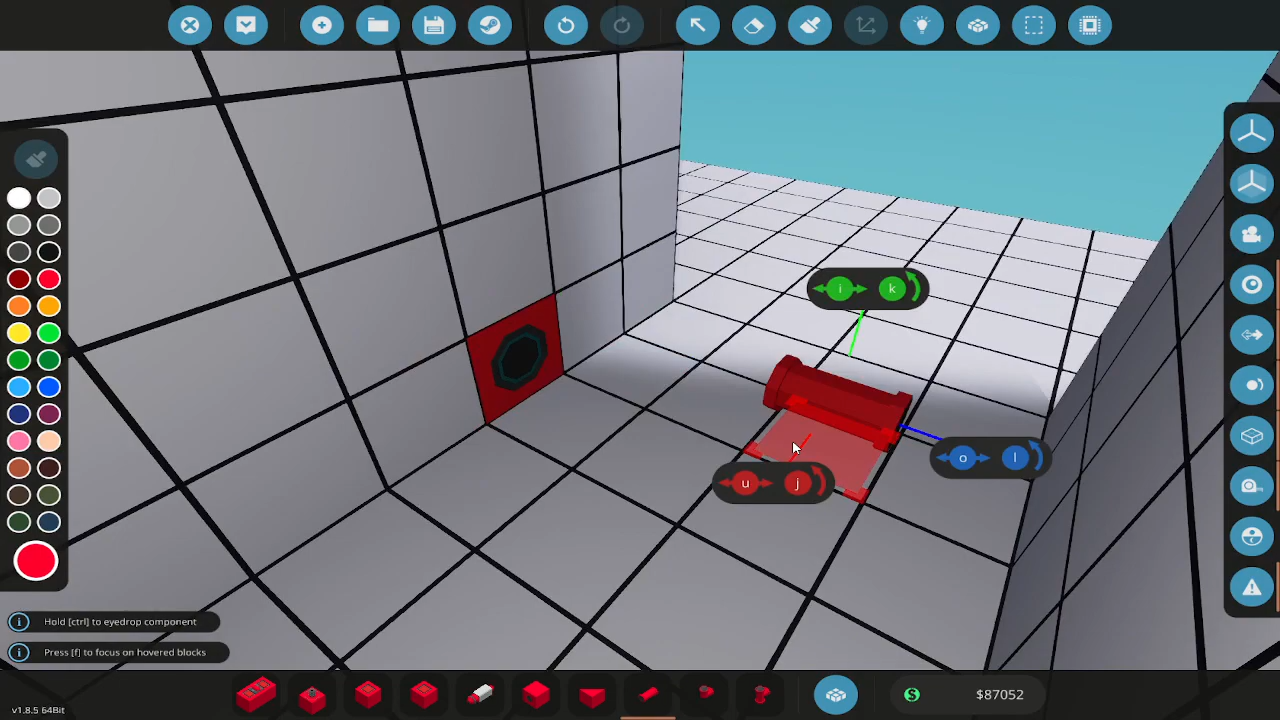 i k
o l
u j
Hold [ctrl] to eyedrop component
Press [f] to focus on hovered blocks
v1.8.5 64Bit
$ $87052